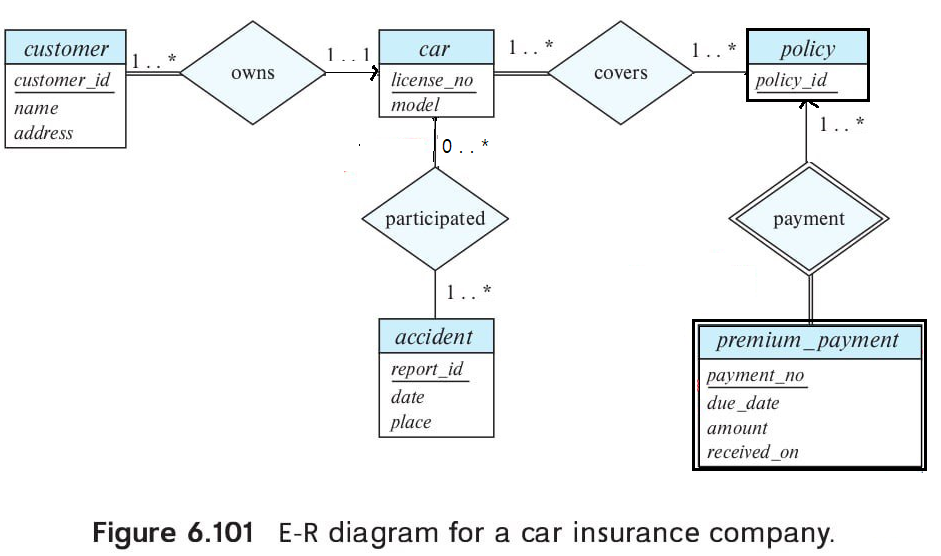 customer
customer_id
name
address
1 . . *
owns
1 . . 1
car
license_no
model
1 . . *
covers
1 . . *
policy
policy_id
0 . . *
1 . . *
participated
payment
1 . . *
accident
report_id
date
place
premium_payment
payment_no
due_date
amount
received_on
Figure 6.101 E-R diagram for a car insurance company.